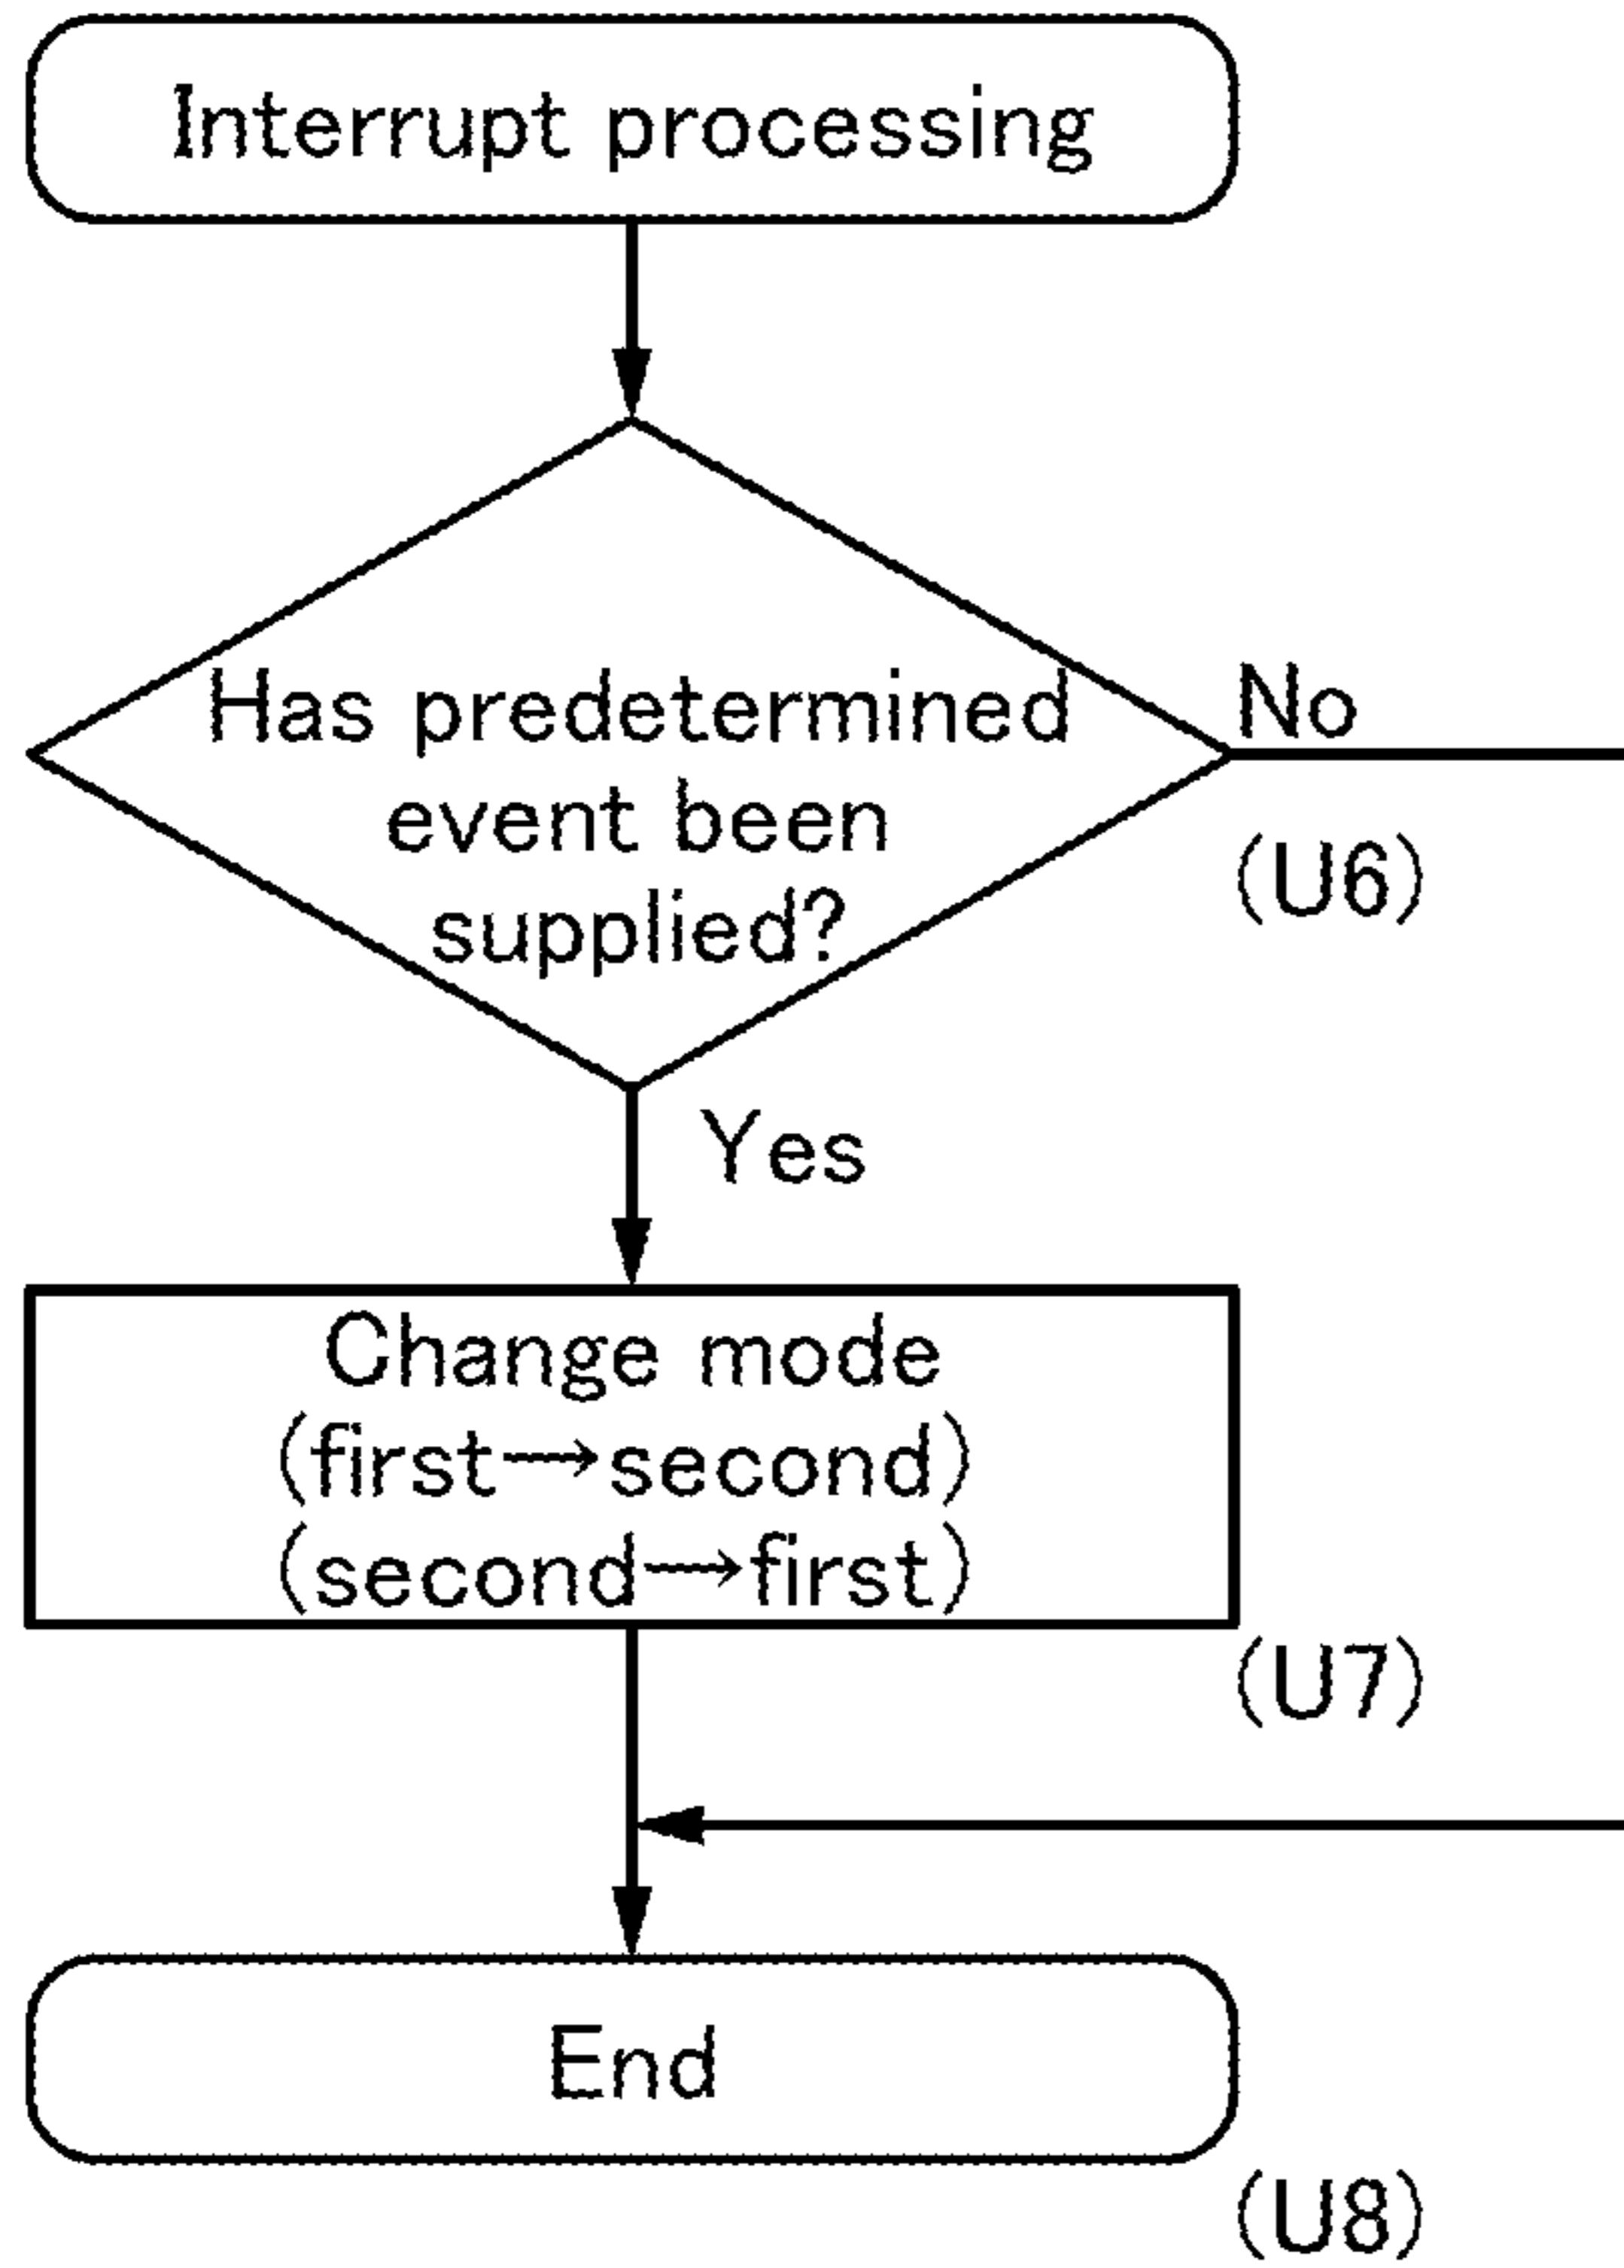 Interrupt processing
Has predetermined
event been
supplied?
No
(U6)
Yes
Change mode
(first→second)
(second→first)
(U7)
End
(U8)